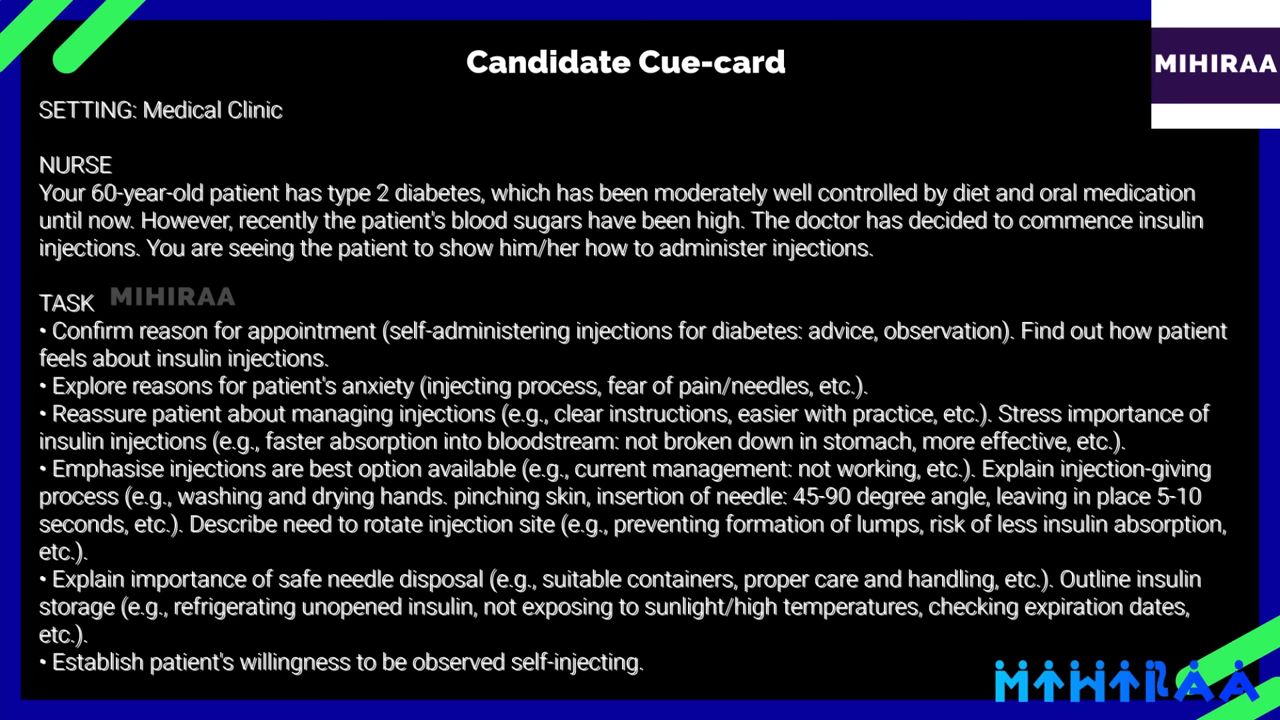 Candidate Cue-card
MIHIRAA
SETTING: Medical Clinic
NURSE
Your 60-year-old patient has type 2 diabetes, which has been moderately well controlled by diet and oral medication
until now. However, recently the patient's blood sugars have been high. The doctor has decided to commence insulin
injections. You are seeing the patient to show him/her how to administer injections.
TASK MIHIRAA
• Confirm reason for appointment (self-administering injections for diabetes: advice, observation). Find out how patient
feels about insulin injections.
• Explore reasons for patient's anxiety (injecting process, fear of pain/needles, etc.).
• Reassure patient about managing injections (e.g., clear instructions, easier with practice, etc.). Stress importance of
insulin injections (e.g., faster absorption into bloodstream: not broken down in stomach, more effective, etc.).
• Emphasise injections are best option available (e.g., current management: not working, etc.). Explain injection-giving
process (e.g., washing and drying hands. pinching skin, insertion of needle: 45-90 degree angle, leaving in place 5-10
seconds, etc.). Describe need to rotate injection site (e.g., preventing formation of lumps, risk of less insulin absorption,
etc.).
• Explain importance of safe needle disposal (e.g., suitable containers, proper care and handling, etc.). Outline insulin
storage (e.g., refrigerating unopened insulin, not exposing to sunlight/high temperatures, checking expiration dates,
etc.).
• Establish patient's willingness to be observed self-injecting.
MIHIRAA